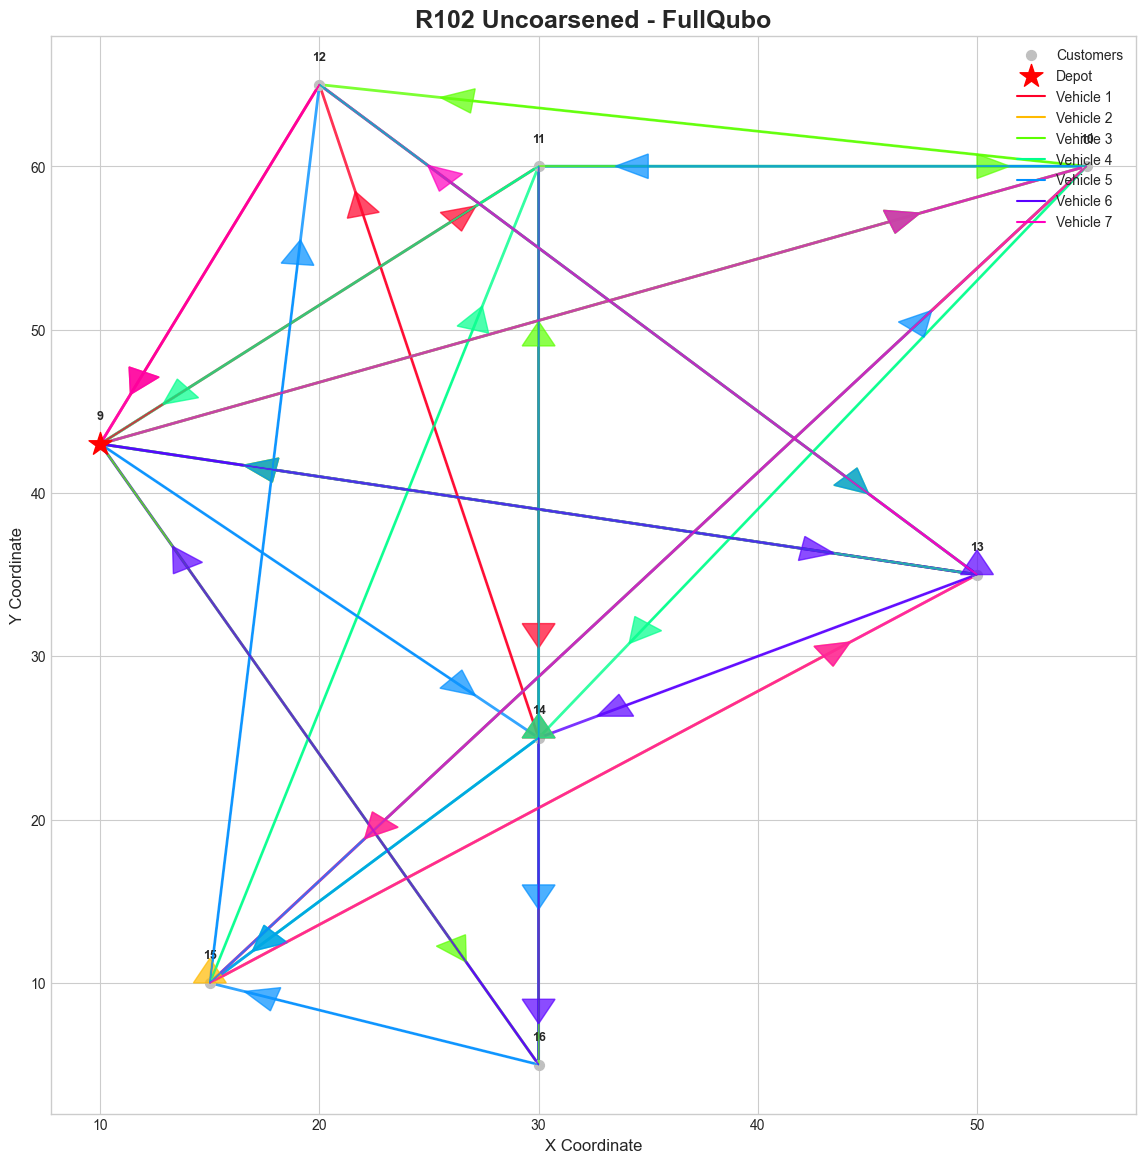 R102 Uncoarsened - FullQubo
12
11
10
Customers
Depot
Vehicle 1
Vehicle 2
Vehicle 3
Vehicle 4
Vehicle 5
Vehicle 6
Vehicle 7
9
13
14
15
16
60
50
40
30
20
10
Y Coordinate
10
20
30
40
50
X Coordinate